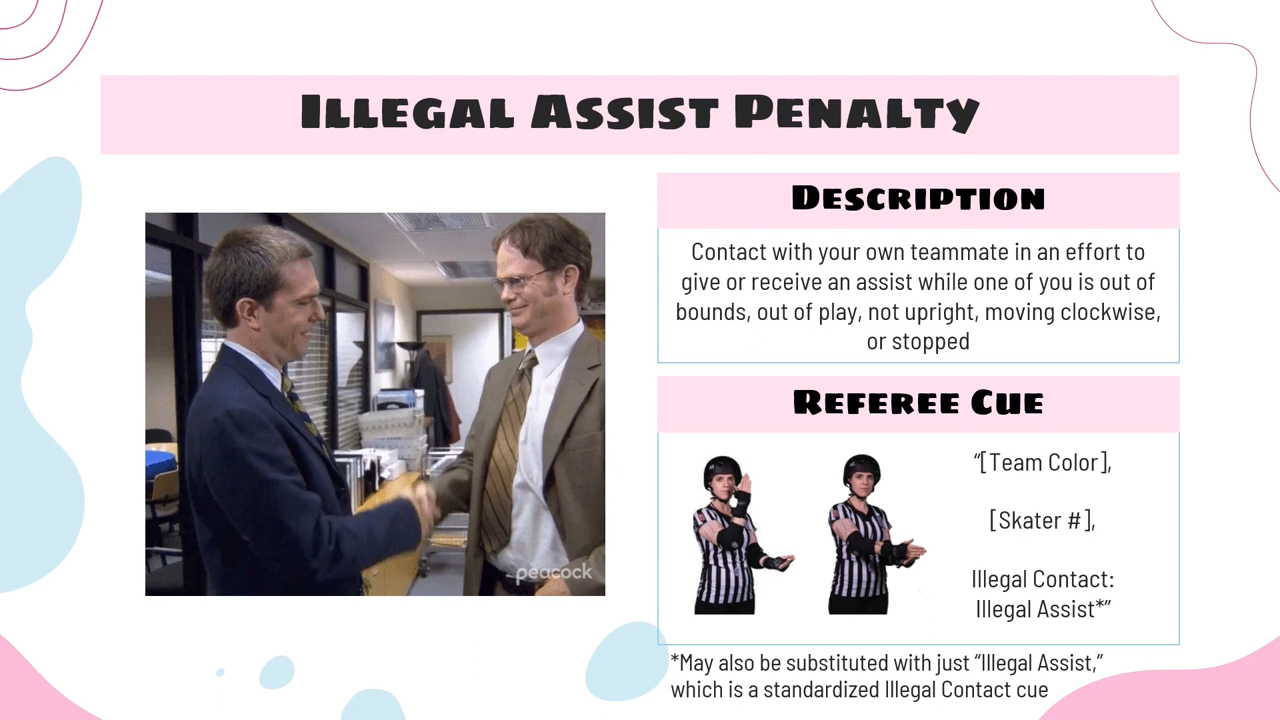 Illegal Assist Penalty
Description
Contact with your own teammate in an effort to
give or receive an assist while one of you is out of
bounds, out of play, not upright, moving clockwise,
or stopped
peacock
Referee Cue
“[Team Color],
[Skater #],
Illegal Contact:
Illegal Assist*”
*May also be substituted with just “Illegal Assist,”
which is a standardized Illegal Contact cue